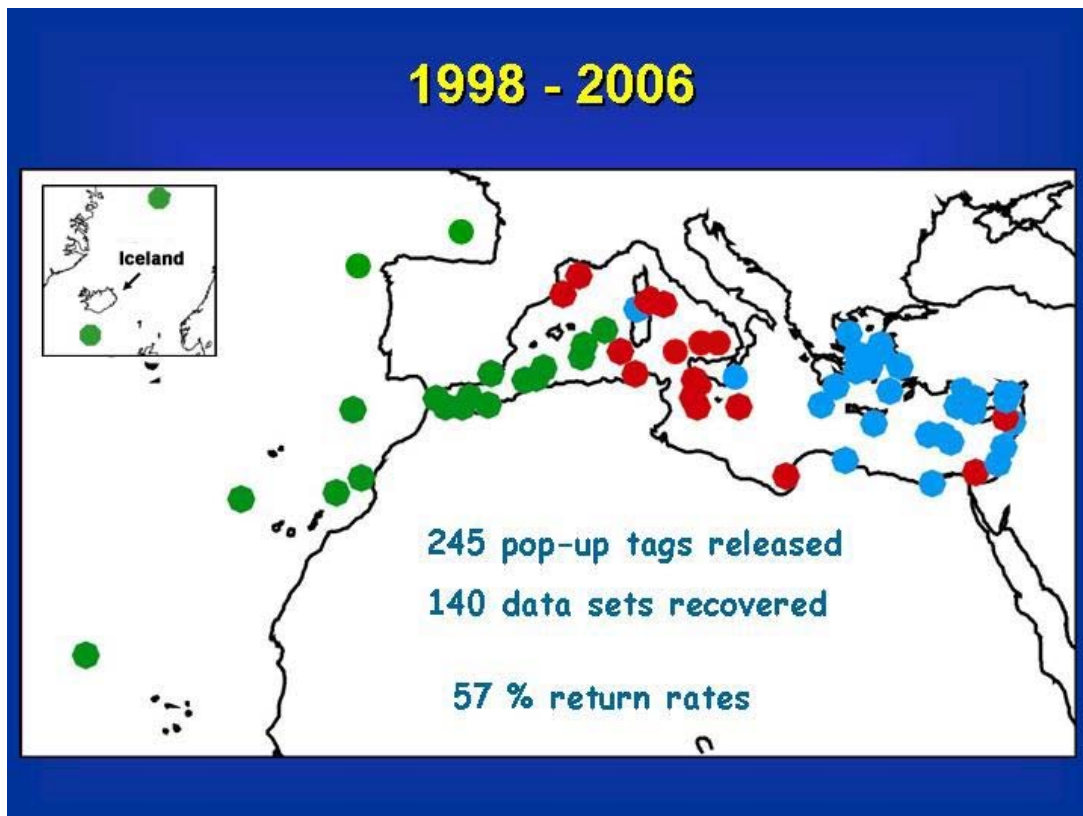 1998 - 2006
Iceland
245 pop-up tags released
140 data sets recovered
57 % return rates